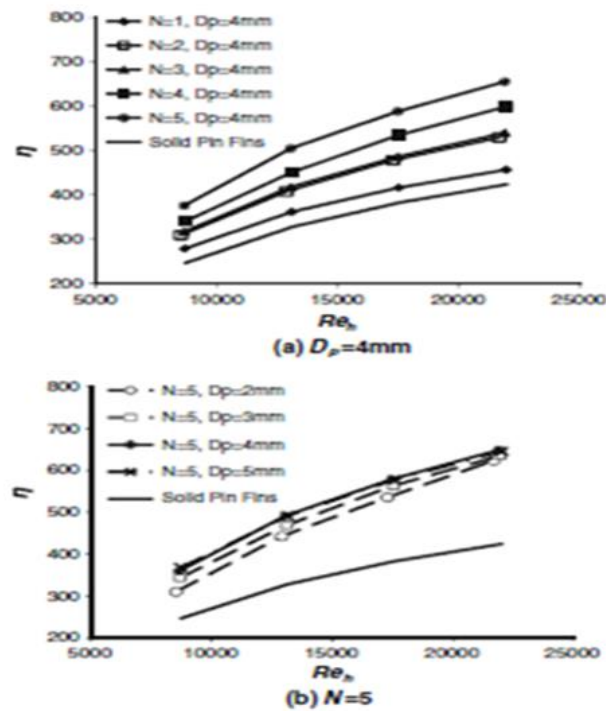 800
700
600
500
400
300
200
η
N=1, Dp=4mm
N=2, Dp=4mm
N=3, Dp=4mm
N=4, Dp=4mm
N=5, Dp=4mm
Solid Pin Fins
5000 10000 15000 20000 25000
Reₕ
(a) Dₚ=4mm
800
700
600
500
400
300
200
η
N=5, Dp=2mm
N=5, Dp=3mm
N=5, Dp=4mm
N=5, Dp=5mm
Solid Pin Fins
5000 10000 15000 20000 25000
Reₕ
(b) N=5